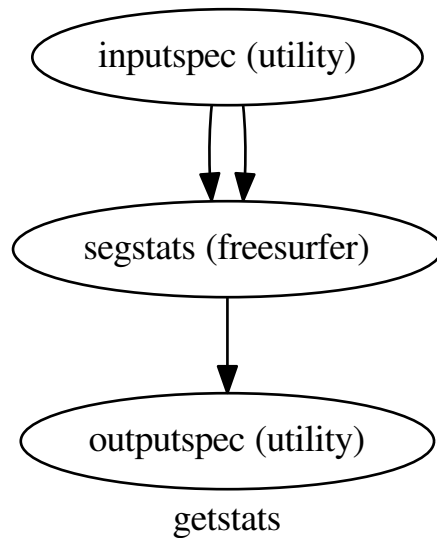 inputspec (utility)
segstats (freesurfer)
outputspec (utility)
getstats